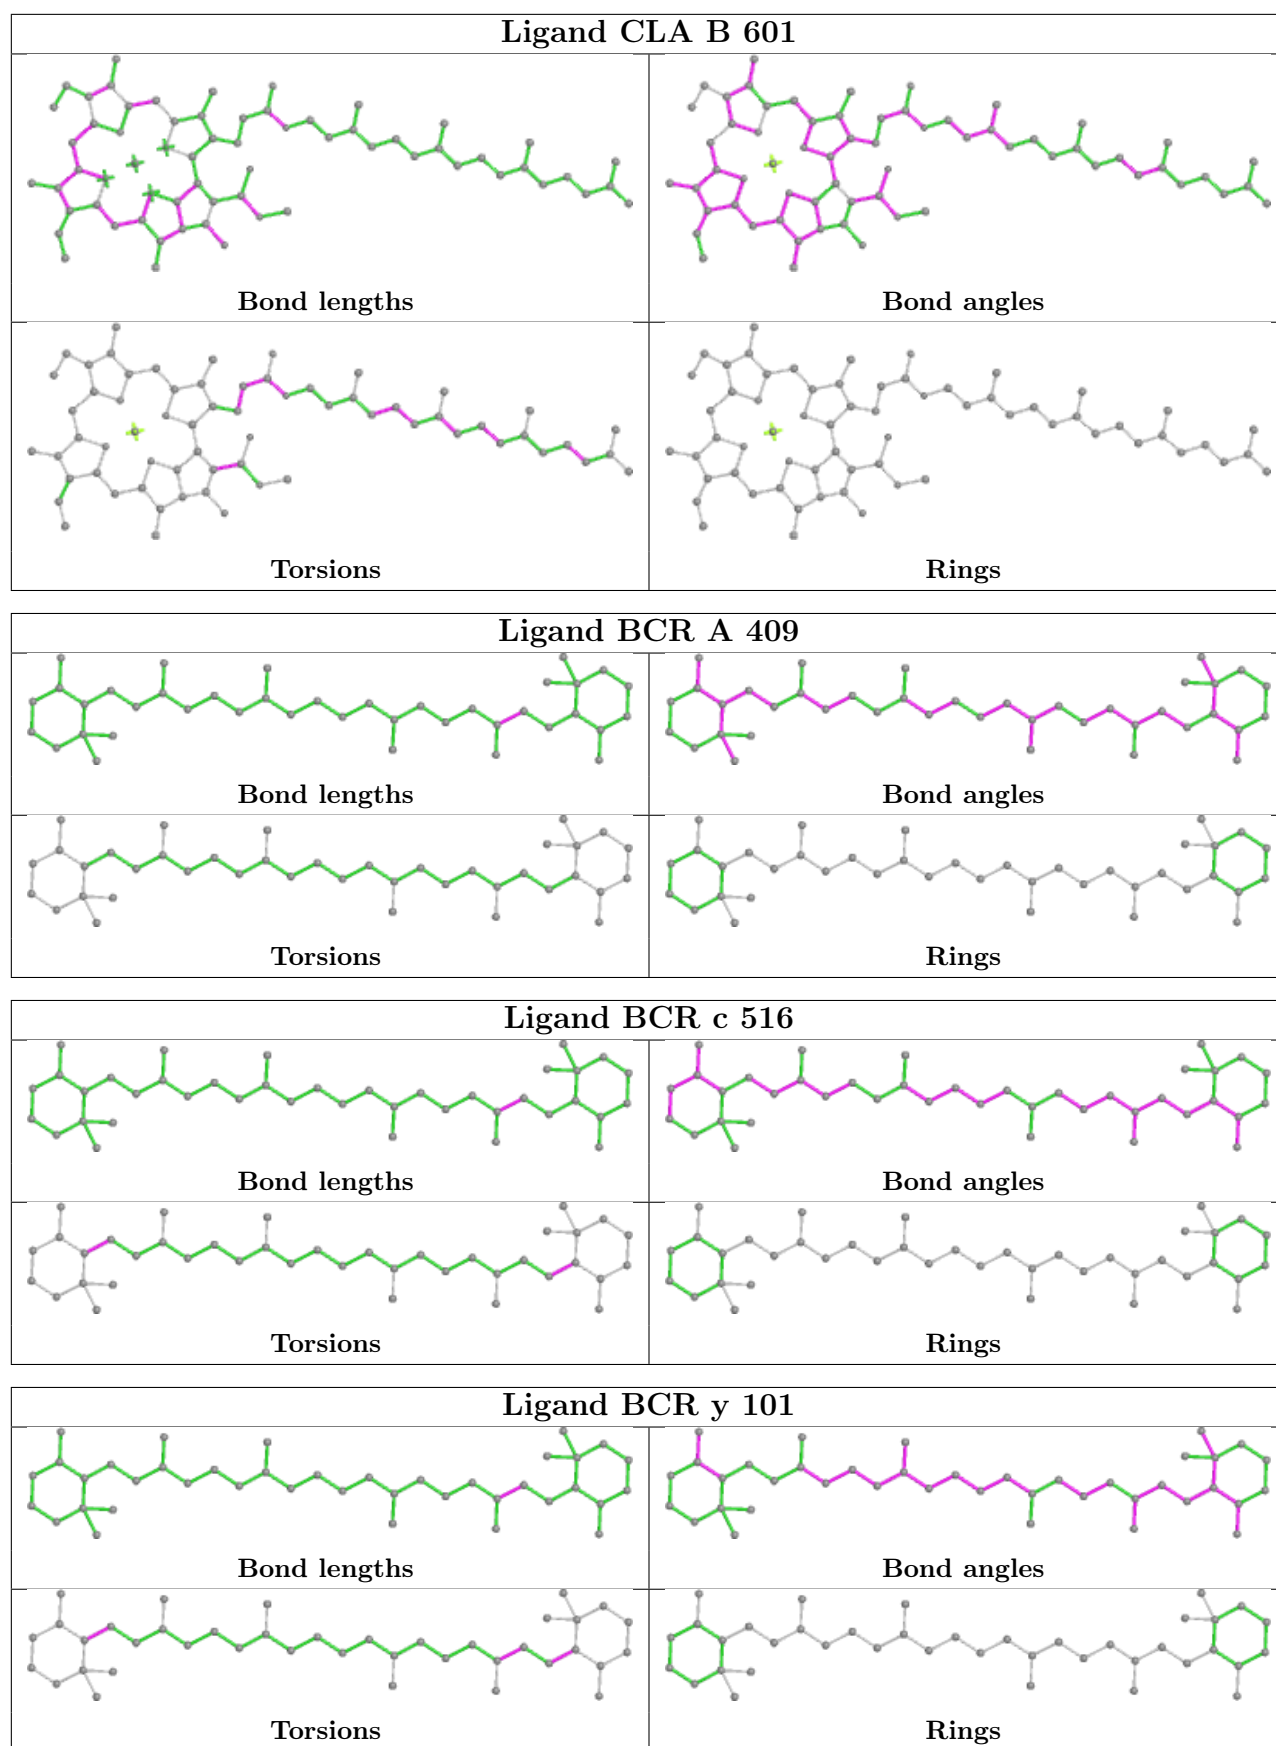 Ligand CLA B 601
Bond lengths
Bond angles
Torsions
Rings
Ligand BCR A 409
Bond lengths
Bond angles
Torsions
Rings
Ligand BCR c 516
Bond lengths
Bond angles
Torsions
Rings
Ligand BCR y 101
Bond lengths
Bond angles
Torsions
Rings